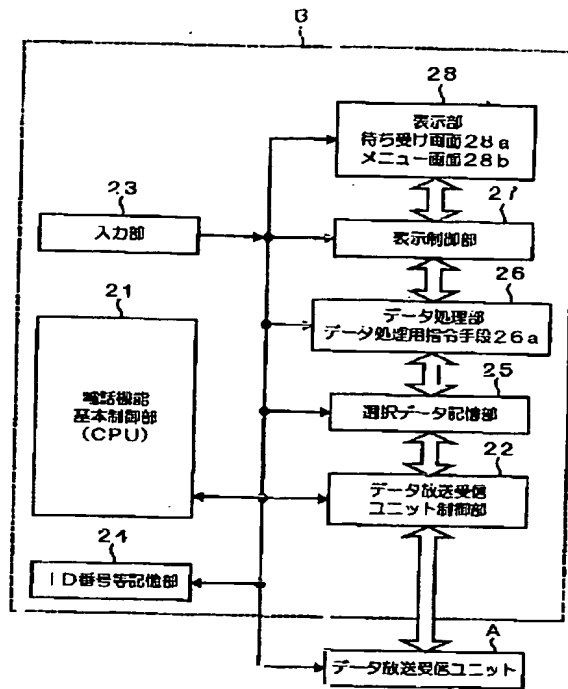 B
28
表示部
待ち受け画面28a
メニュー画面28b
23
入力部
27
表示制御部
26
データ処理部
データ処理用指令手段26a
21
電話機能
基本制御部
(CPU)
25
選択データ記憶部
22
データ放送受信
ユニット制御部
24
ID番号等記憶部
A
データ放送受信ユニット